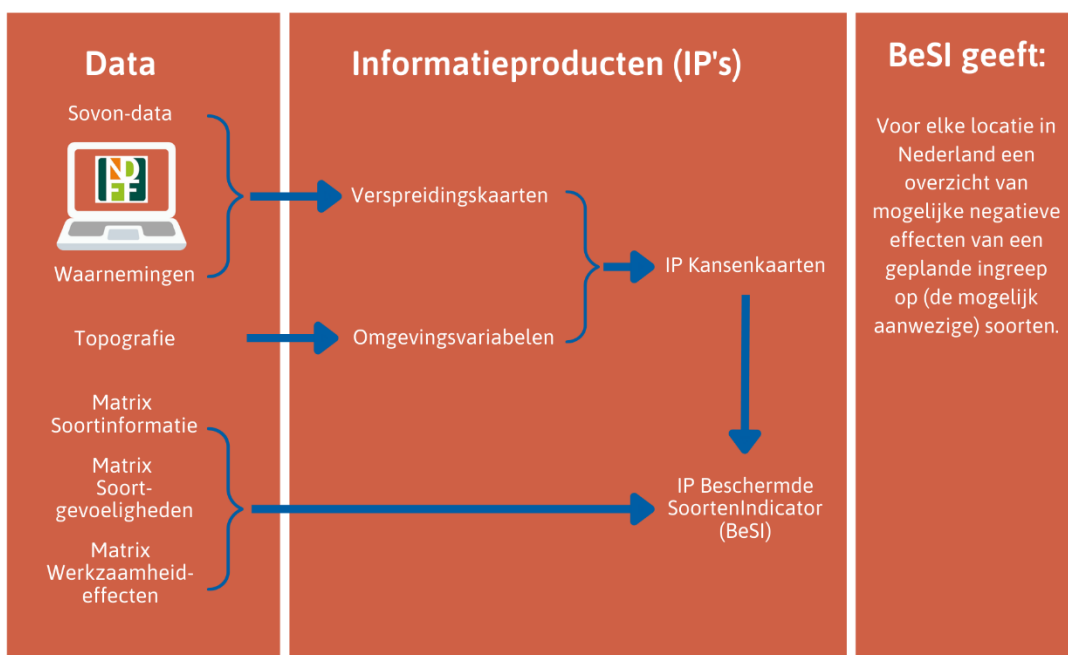 Data
Sovon-data
ND
FF
Waarnemingen
Topografie
Matrix
Soortinformatie
Matrix
Soort-
gevoeligheden
Matrix
Werkzaamheid-
effecten
Informatieproducten (IP's)
Verspreidingskaarten
Omgevingsvariabelen
IP Kansenkaarten
IP Beschermde
SoortenIndicator
(BeSI)
BeSI geeft:
Voor elke locatie in
Nederland een
overzicht van
mogelijke negatieve
effecten van een
geplande ingreep
op (de mogelijk
aanwezige) soorten.